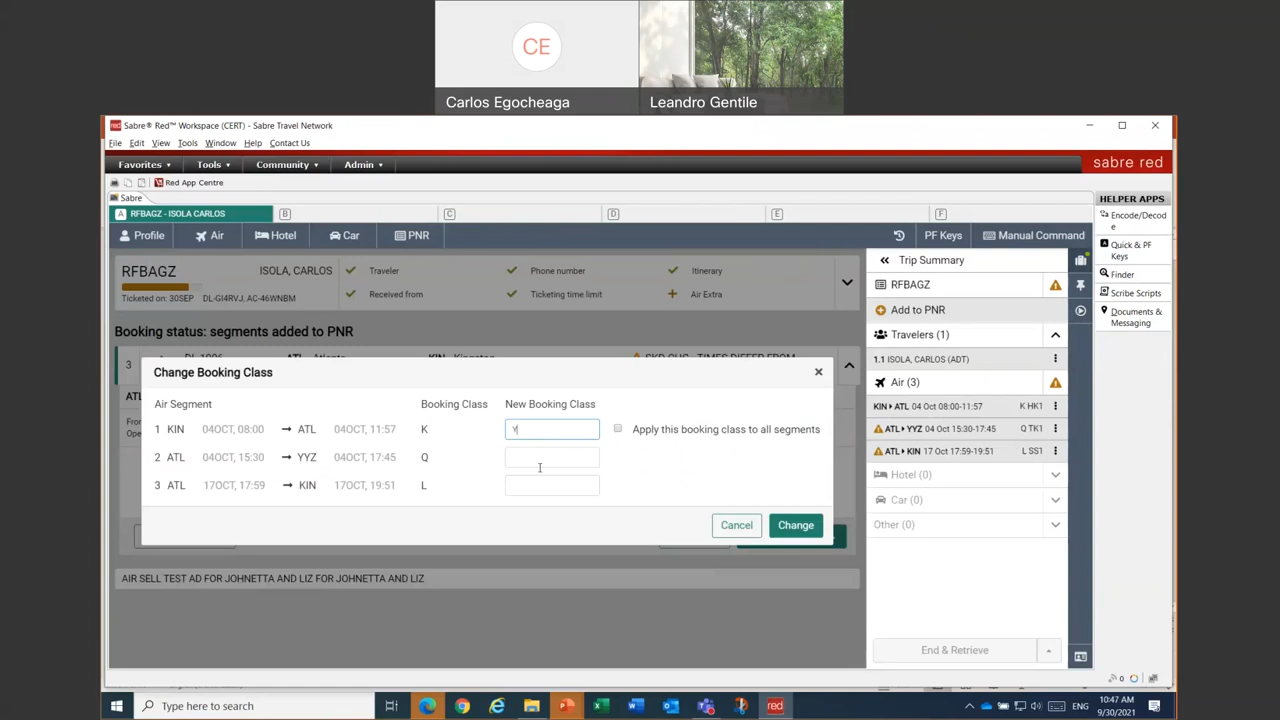 CE
Carlos Egocheaga
Leandro Gentile
red Sabre® Red™ Workspace (CERT) - Sabre Travel Network
File Edit View Tools Window Help Contact Us
Favorites Tools Community Admin sabre red
Red App Centre
Sabre
HELPER APPS
A RFBAGZ - ISOLA CARLOS B C D E F
Encode/Decode
Profile Air Hotel Car PNR PF Keys Manual Command
Quick & PF Keys
Finder
Scribe Scripts
Documents & Messaging
RFBAGZ ISOLA, CARLOS Traveler Phone number Itinerary
Ticketed on: 30SEP DL-GI4RVJ, AC-46WNBM Received from Ticketing time limit Air Extra
Booking status: segments added to PNR
3
Change Booking Class
Air Segment Booking Class New Booking Class
1 KIN 04OCT, 08:00 ATL 04OCT, 11:57 K Y Apply this booking class to all segments
2 ATL 04OCT, 15:30 YYZ 04OCT, 17:45 Q
3 ATL 17OCT, 17:59 KIN 17OCT, 19:51 L
Cancel Change
AIR SELL TEST AD FOR JOHNETTA AND LIZ FOR JOHNETTA AND LIZ
Trip Summary
RFBAGZ
Add to PNR
Travelers (1)
1.1 ISOLA, CARLOS (ADT)
Air (3)
KIN ATL 04 Oct 08:00-11:57 K HK1
ATL YYZ 04 Oct 15:30-17:45 Q TK1
ATL KIN 17 Oct 17:59-19:51 L SS1
Hotel (0)
Car (0)
Other (0)
End & Retrieve
0
Type here to search
red
ENG
10:47 AM
9/30/2021